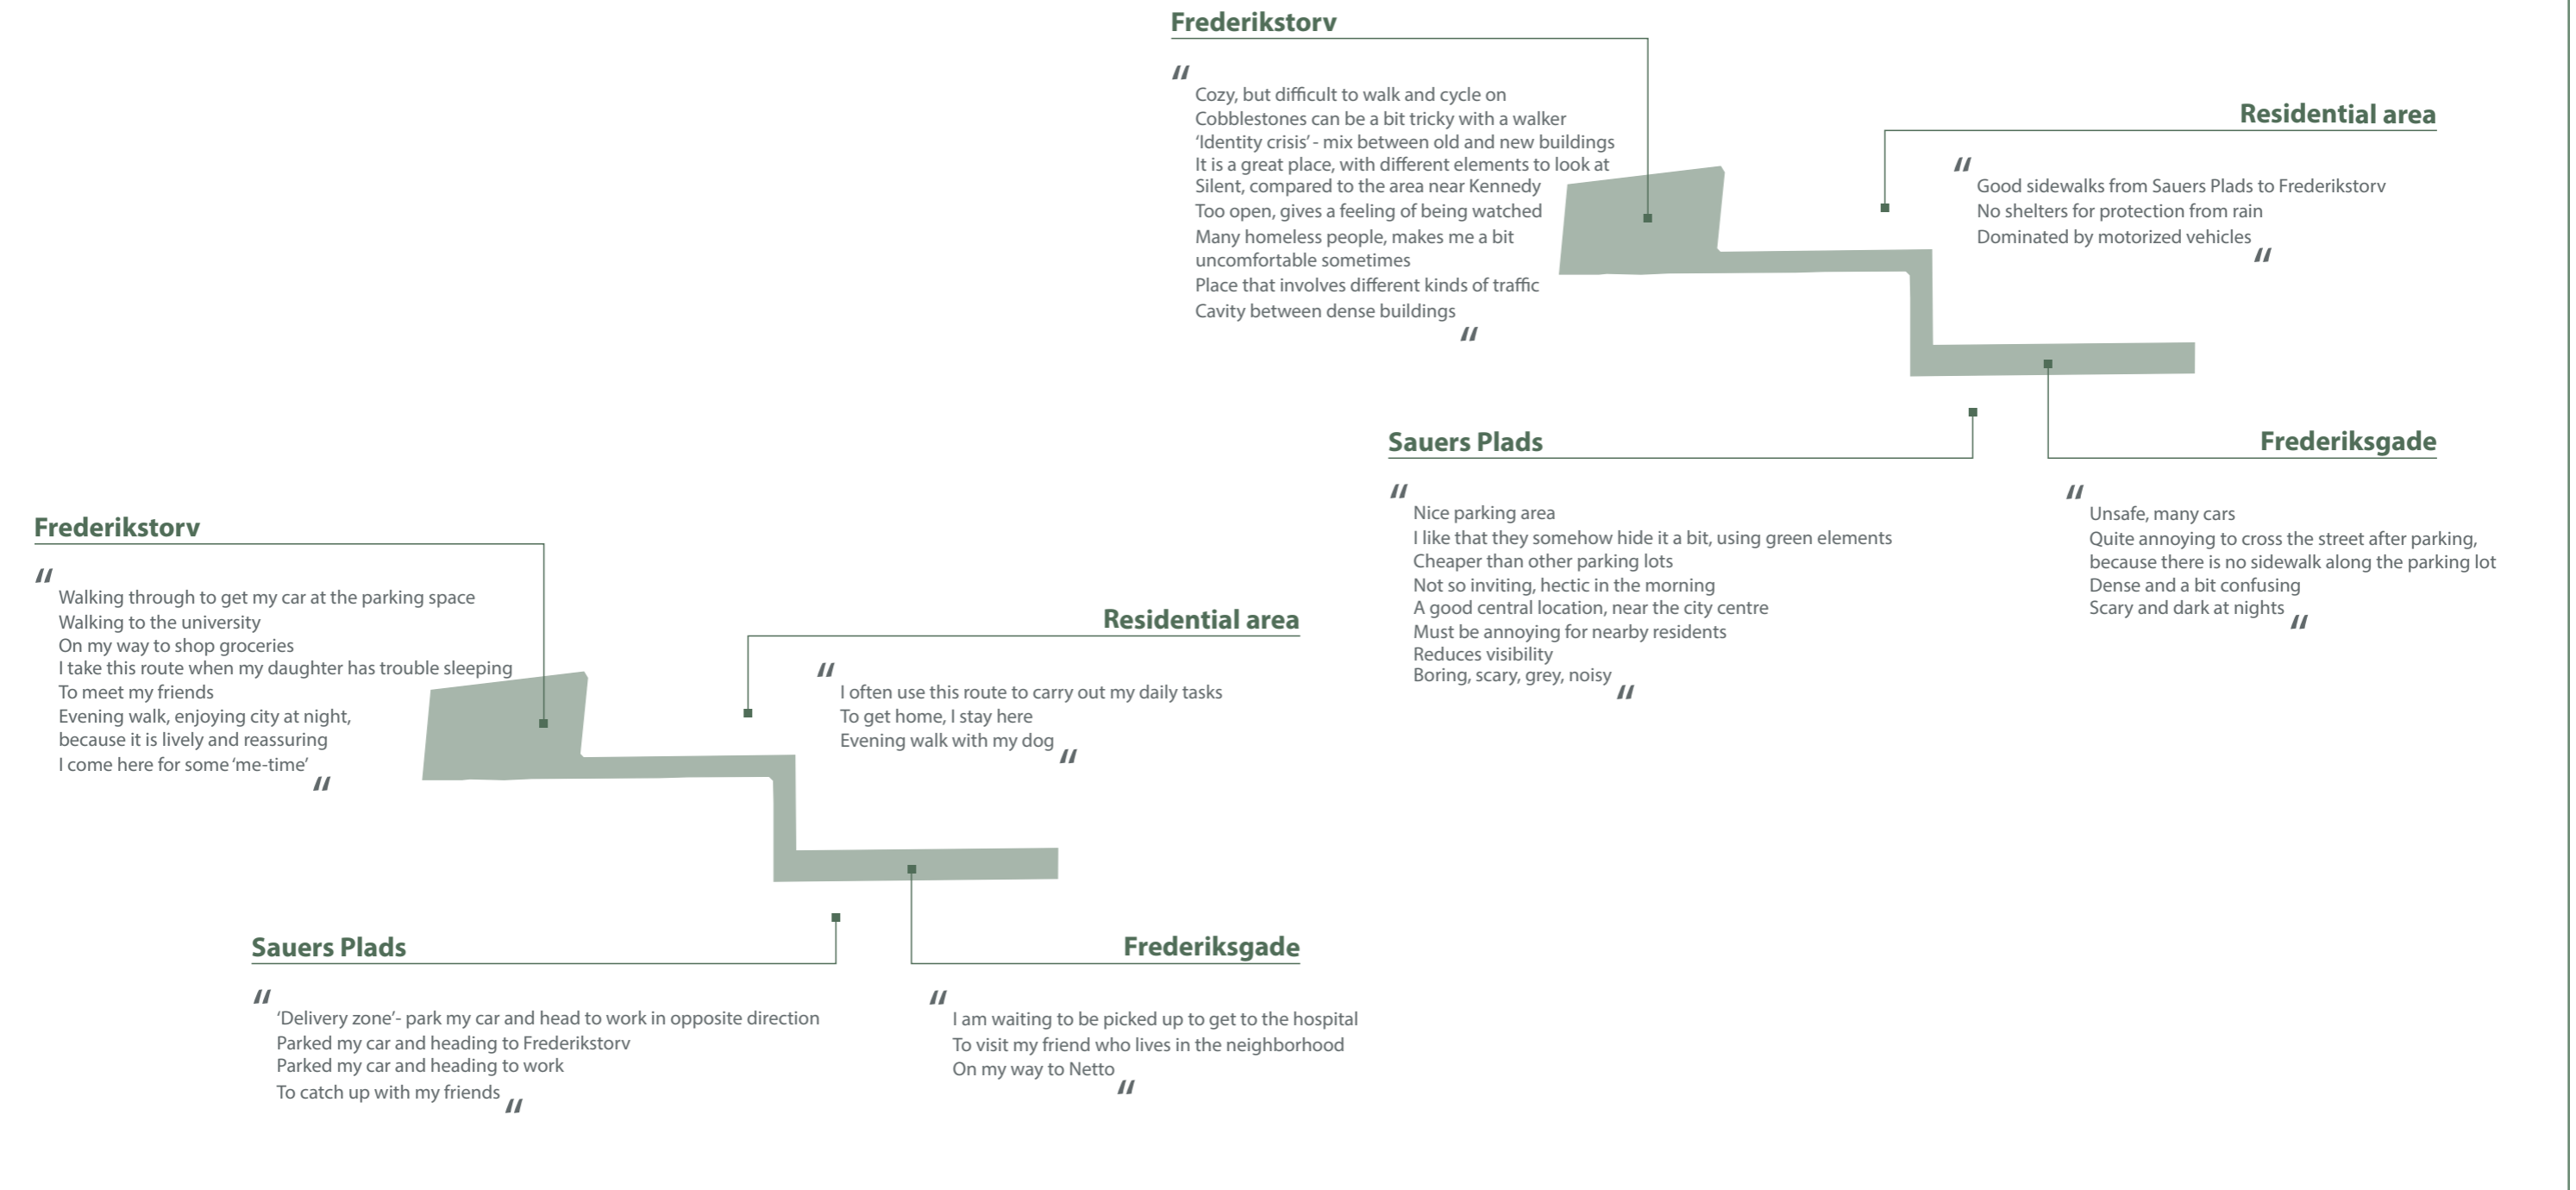 Frederikstorv
“
Cozy, but difficult to walk and cycle on
Cobblestones can be a bit tricky with a walker
‘Identity crisis’ - mix between old and new buildings
It is a great place, with different elements to look at
Silent, compared to the area near Kennedy
Too open, gives a feeling of being watched
Many homeless people, makes me a bit
uncomfortable sometimes
Place that involves different kinds of traffic
Cavity between dense buildings
“
Residential area
“
Good sidewalks from Sauers Plads to Frederikstorv
No shelters for protection from rain
Dominated by motorized vehicles
“
Sauers Plads
“
Nice parking area
I like that they somehow hide it a bit, using green elements
Cheaper than other parking lots
Not so inviting, hectic in the morning
A good central location, near the city centre
Must be annoying for nearby residents
Reduces visibility
Boring, scary, grey, noisy
“
Frederiksgade
“
Unsafe, many cars
Quite annoying to cross the street after parking,
because there is no sidewalk along the parking lot
Dense and a bit confusing
Scary and dark at nights
“
Frederikstorv
“
Walking through to get my car at the parking space
Walking to the university
On my way to shop groceries
I take this route when my daughter has trouble sleeping
To meet my friends
Evening walk, enjoying city at night,
because it is lively and reassuring
I come here for some ‘me-time’
“
Residential area
“
I often use this route to carry out my daily tasks
To get home, I stay here
Evening walk with my dog
“
Sauers Plads
“
‘Delivery zone’- park my car and head to work in opposite direction
Parked my car and heading to Frederikstorv
Parked my car and heading to work
To catch up with my friends
“
Frederiksgade
“
I am waiting to be picked up to get to the hospital
To visit my friend who lives in the neighborhood
On my way to Netto
“